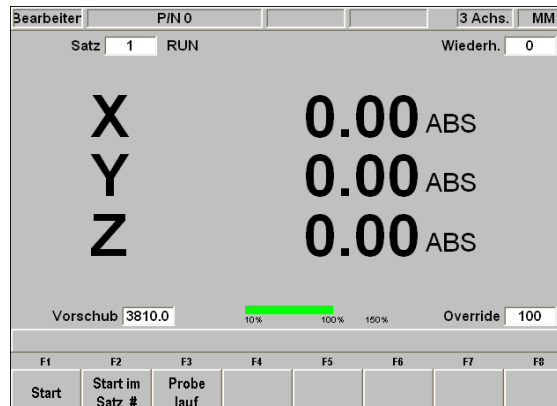 Bearbeiter P/N 0 3 Achs. MM
Satz 1 RUN Wiederh. 0
X 0.00 ABS
Y 0.00 ABS
Z 0.00 ABS
Vorschub 3810.0 10% 100% 150% Override 100
F1 F2 F3 F4 F5 F6 F7 F8
Start Start im Satz # Probe lauf